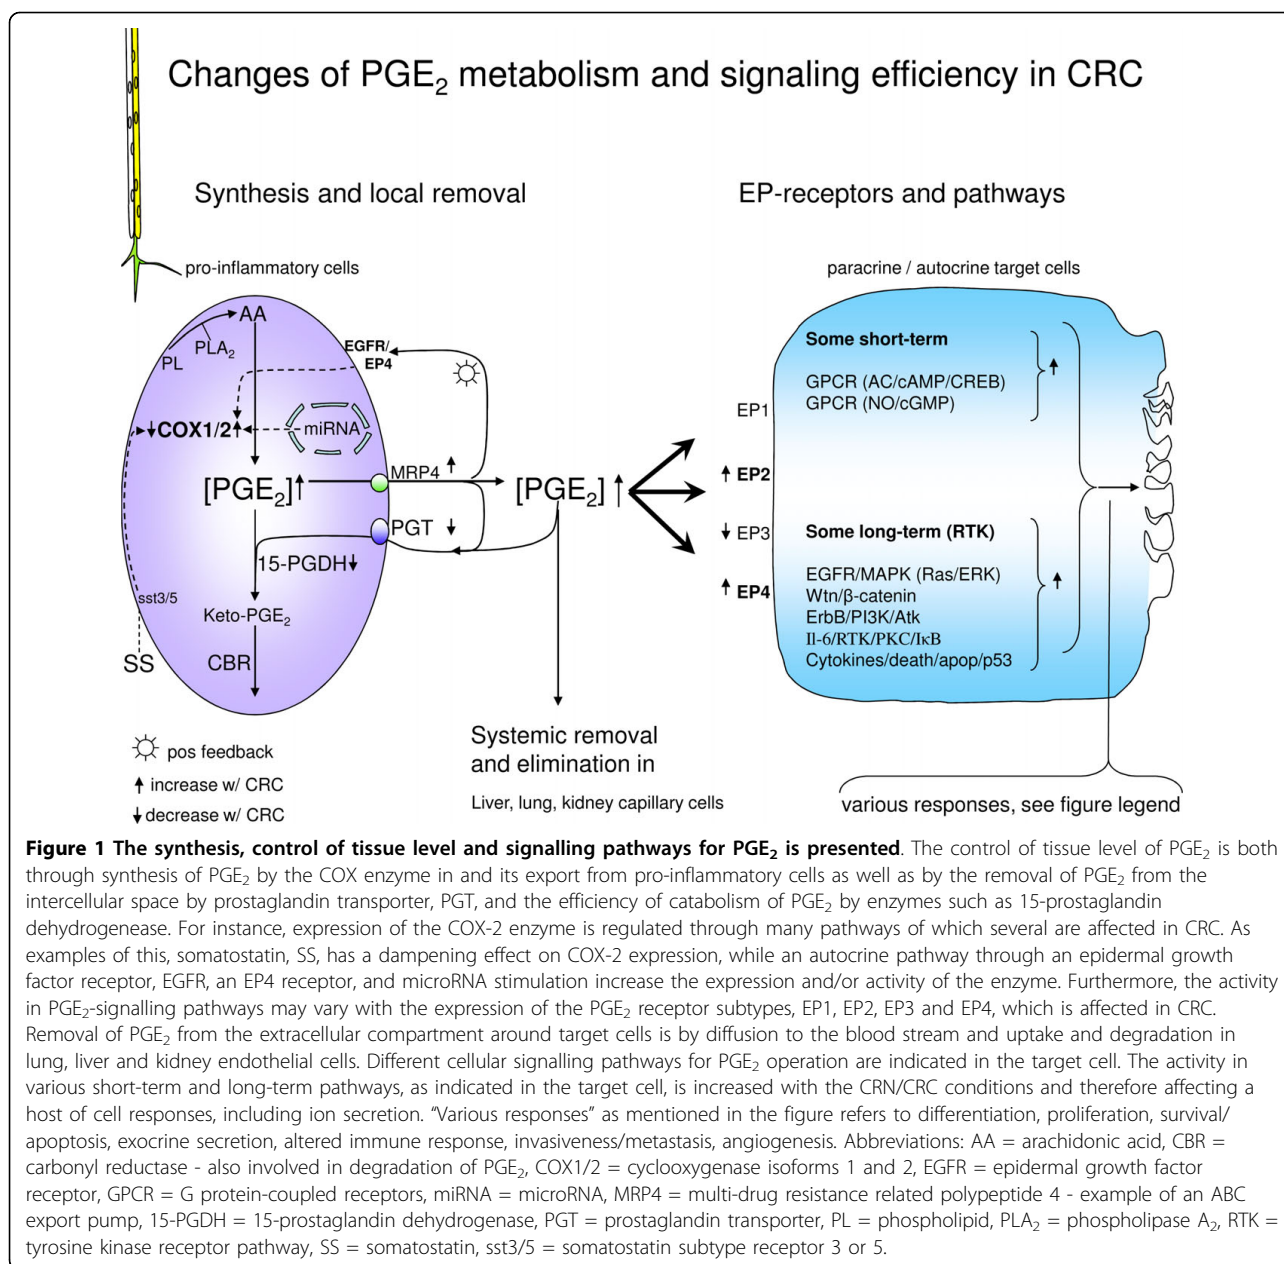 Changes of PGE₂ metabolism and signaling efficiency in CRC
Synthesis and local removal
EP-receptors and pathways
pro-inflammatory cells
paracrine / autocrine target cells
AA
PLA₂
PL
EGFR/
EP4
COX1/2
miRNA
[PGE₂]
MRP4
[PGE₂]
PGT
15-PGDH
sst3/5
Keto-PGE₂
SS
CBR
EP1
EP2
EP3
EP4
Some short-term
GPCR (AC/cAMP/CREB)
GPCR (NO/cGMP)
Some long-term (RTK)
EGFR/MAPK (Ras/ERK)
Wtn/β-catenin
ErbB/PI3K/Atk
Il-6/RTK/PKC/IκB
Cytokines/death/apop/p53
Systemic removal
and elimination in
Liver, lung, kidney capillary cells
pos feedback
increase w/ CRC
decrease w/ CRC
various responses, see figure legend
Figure 1 The synthesis, control of tissue level and signalling pathways for PGE₂ is presented. The control of tissue level of PGE₂ is both
through synthesis of PGE₂ by the COX enzyme in and its export from pro-inflammatory cells as well as by the removal of PGE₂ from the
intercellular space by prostaglandin transporter, PGT, and the efficiency of catabolism of PGE₂ by enzymes such as 15-prostaglandin
dehydrogenease. For instance, expression of the COX-2 enzyme is regulated through many pathways of which several are affected in CRC. As
examples of this, somatostatin, SS, has a dampening effect on COX-2 expression, while an autocrine pathway through an epidermal growth
factor receptor, EGFR, an EP4 receptor, and microRNA stimulation increase the expression and/or activity of the enzyme. Furthermore, the activity
in PGE₂-signalling pathways may vary with the expression of the PGE₂ receptor subtypes, EP1, EP2, EP3 and EP4, which is affected in CRC.
Removal of PGE₂ from the extracellular compartment around target cells is by diffusion to the blood stream and uptake and degradation in
lung, liver and kidney endothelial cells. Different cellular signalling pathways for PGE₂ operation are indicated in the target cell. The activity in
various short-term and long-term pathways, as indicated in the target cell, is increased with the CRN/CRC conditions and therefore affecting a
host of cell responses, including ion secretion. “Various responses” as mentioned in the figure refers to differentiation, proliferation, survival/
apoptosis, exocrine secretion, altered immune response, invasiveness/metastasis, angiogenesis. Abbreviations: AA = arachidonic acid, CBR =
carbonyl reductase - also involved in degradation of PGE₂, COX1/2 = cyclooxygenase isoforms 1 and 2, EGFR = epidermal growth factor
receptor, GPCR = G protein-coupled receptors, miRNA = microRNA, MRP4 = multi-drug resistance related polypeptide 4 - example of an ABC
export pump, 15-PGDH = 15-prostaglandin dehydrogenase, PGT = prostaglandin transporter, PL = phospholipid, PLA₂ = phospholipase A₂, RTK =
tyrosine kinase receptor pathway, SS = somatostatin, sst3/5 = somatostatin subtype receptor 3 or 5.